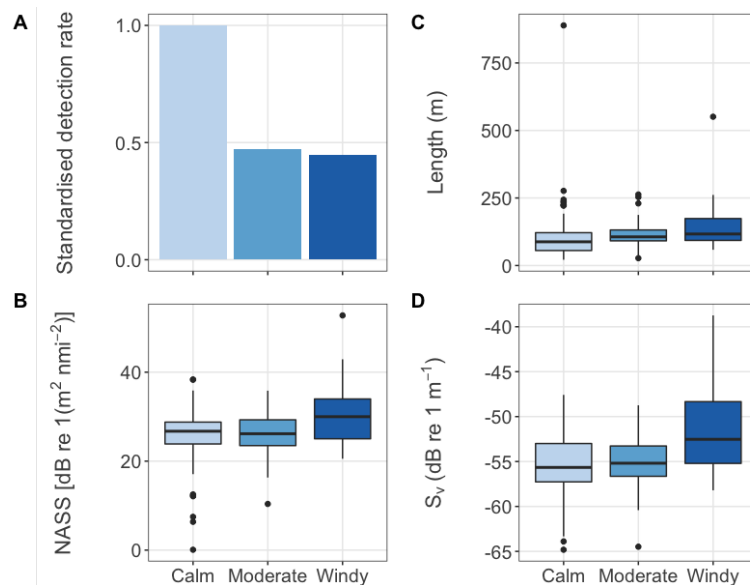 A
Standardised detection rate
1.0
0.5
0.0
C
Length (m)
750
500
250
0
B
NASS [dB re 1(m² nmi⁻²)]
40
20
0
Calm Moderate Windy
D
Sᵥ (dB re 1 m⁻¹)
-40
-45
-50
-55
-60
-65
Calm Moderate Windy